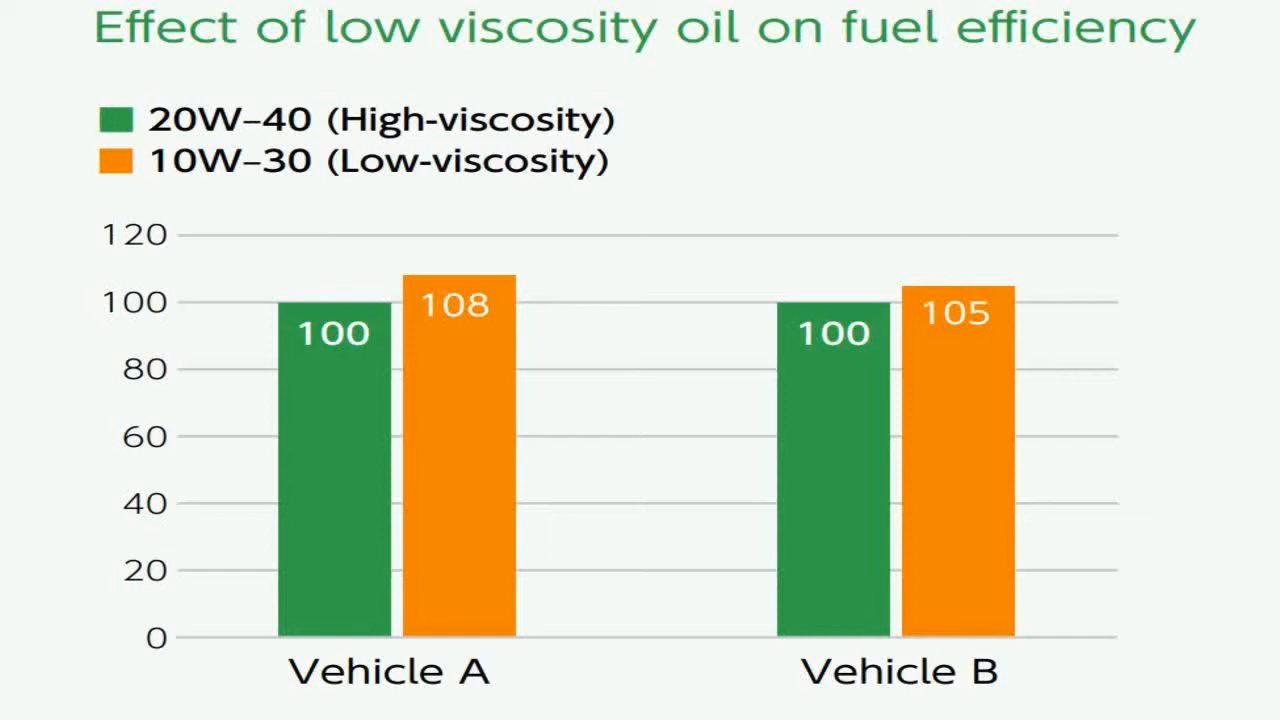 Effect of low viscosity oil on fuel efficiency
20W–40 (High-viscosity)
10W–30 (Low-viscosity)
120
100
80
60
40
20
0
100
108
100
105
Vehicle A
Vehicle B